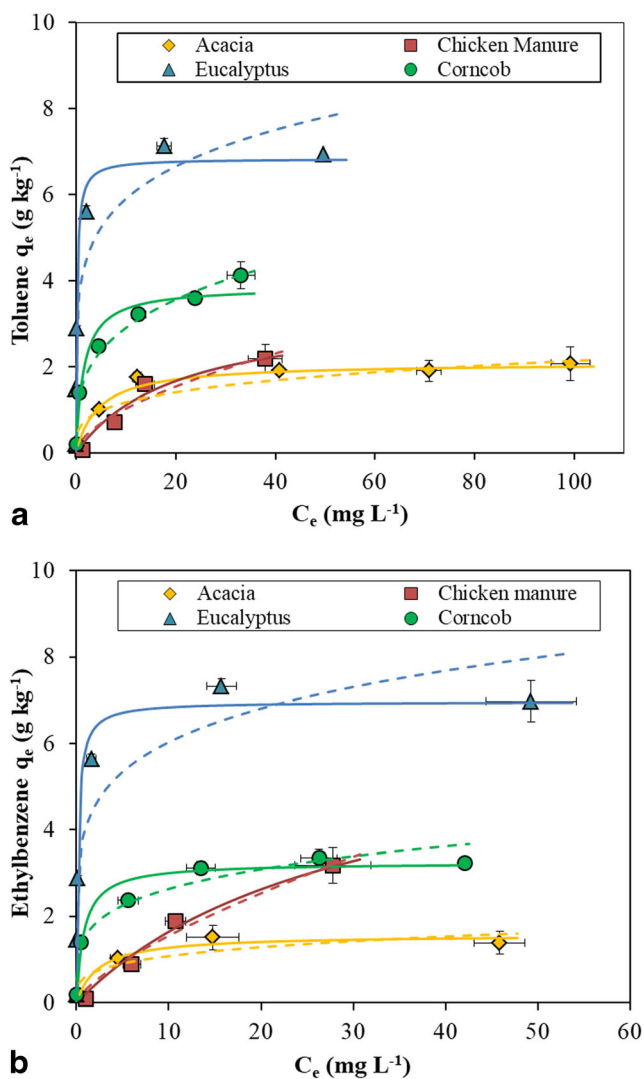 Acacia Chicken Manure
Eucalyptus Corncob
10
8
6
4
2
0
Toluene qₑ (g kg⁻¹)
0 20 40 60 80 100
a
Cₑ (mg L⁻¹)
Acacia Chicken manure
Eucalyptus Corncob
10
8
6
4
2
0
Ethylbenzene qₑ (g kg⁻¹)
0 10 20 30 40 50 60
b
Cₑ (mg L⁻¹)